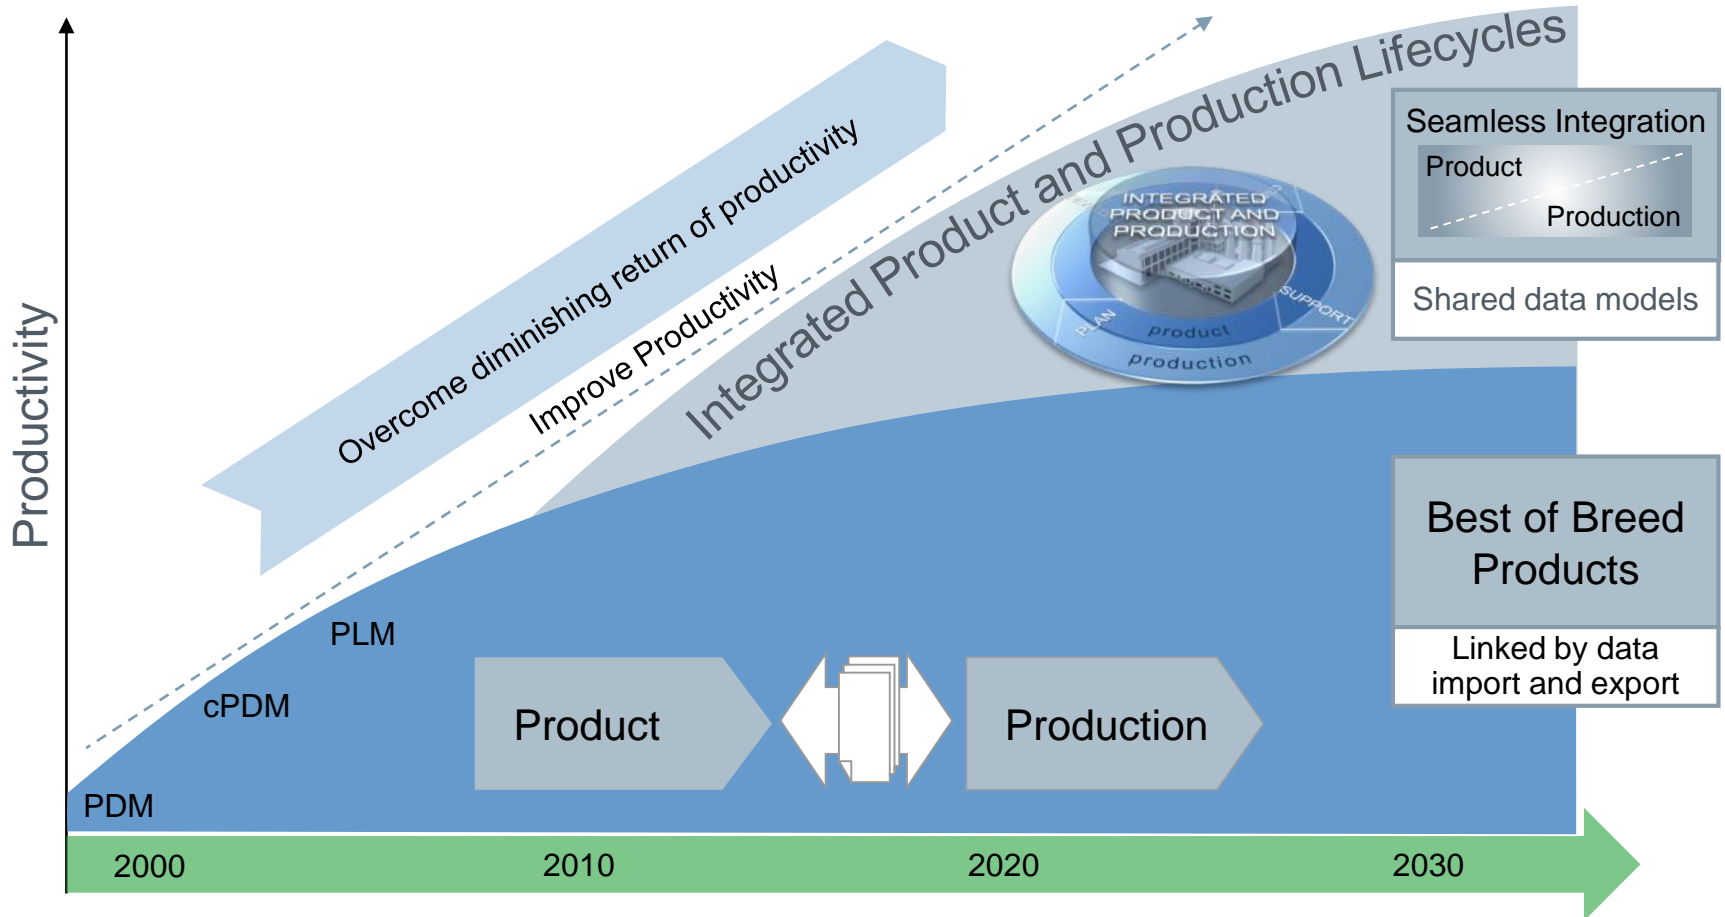 Productivity
Overcome diminishing return of productivity
Improve Productivity
Integrated Product and Production Lifecycles
INTEGRATED
PRODUCT AND
PRODUCTION
PLAN
SUPPORT
product
production
Seamless Integration
Product
Production
Shared data models
Best of Breed
Products
Linked by data
import and export
PLM
cPDM
PDM
Product
Production
2000
2010
2020
2030